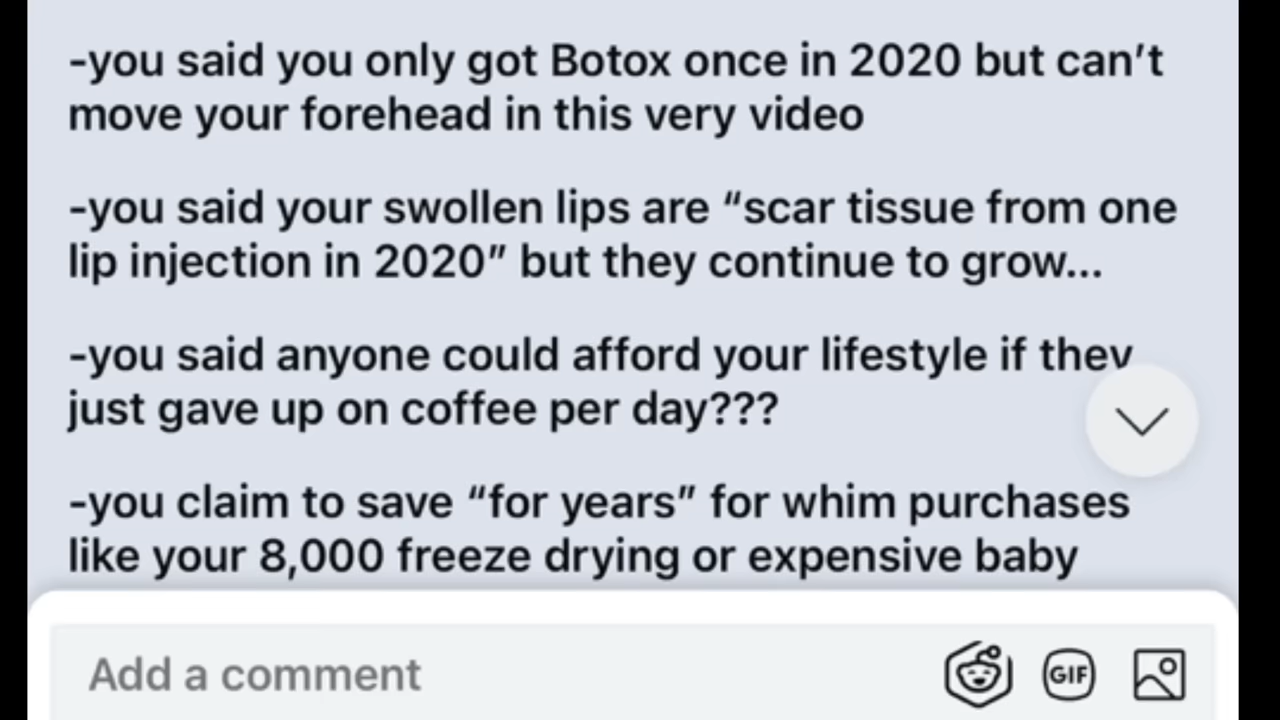 -you said you only got Botox once in 2020 but can't
move your forehead in this very video
-you said your swollen lips are “scar tissue from one
lip injection in 2020” but they continue to grow...
-you said anyone could afford your lifestyle if they
just gave up on coffee per day???
-you claim to save “for years” for whim purchases
like your 8,000 freeze drying or expensive baby
Add a comment
GIF